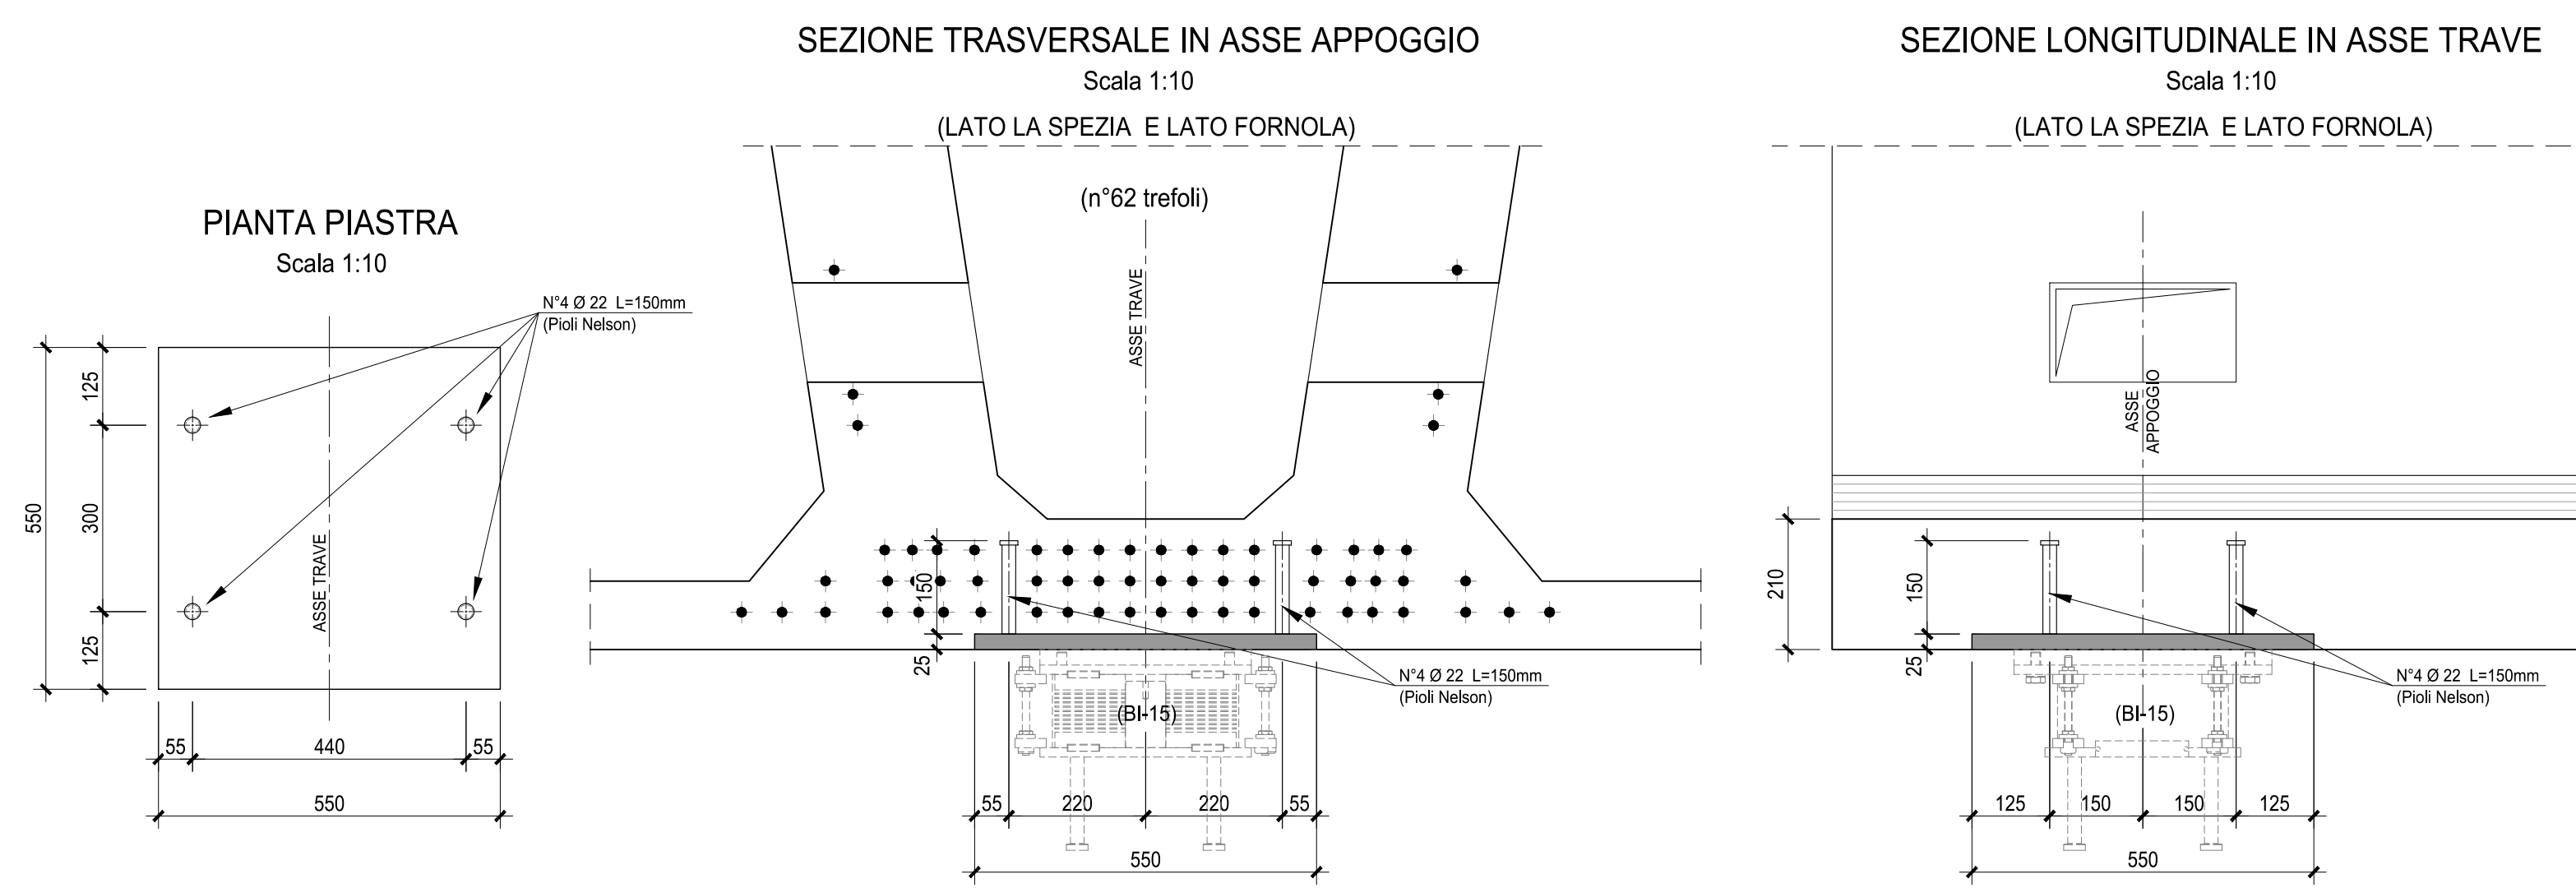 PIANTA PIASTRA
Scala 1:10
N°4 Ø 22 L=150mm
(Pioli Nelson)
125
300
125
550
ASSE TRAVE
55
440
55
550
SEZIONE TRASVERSALE IN ASSE APPOGGIO
Scala 1:10
(LATO LA SPEZIA E LATO FORNOLA)
(n°62 trefoli)
ASSE TRAVE
150
25
N°4 Ø 22 L=150mm
(Pioli Nelson)
(BI-15)
55
220
220
55
550
SEZIONE LONGITUDINALE IN ASSE TRAVE
Scala 1:10
(LATO LA SPEZIA E LATO FORNOLA)
ASSE
APPOGGIO
210
150
25
N°4 Ø 22 L=150mm
(Pioli Nelson)
(BI-15)
125
150
150
125
550